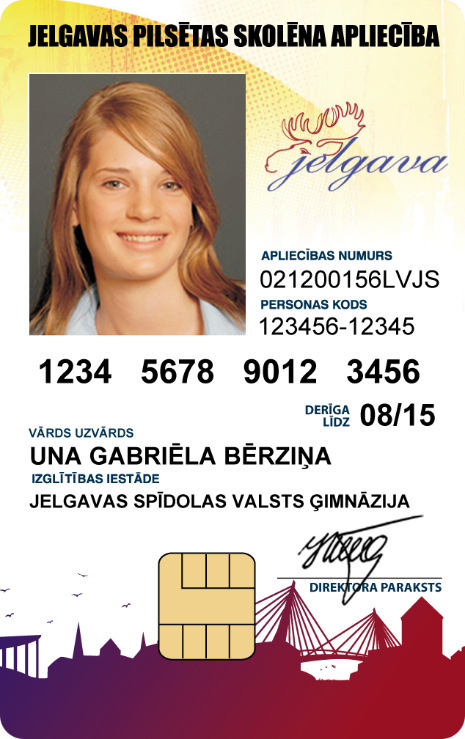 JELGAVAS PILSĒTAS SKOLĒNA APLIECĪBA
jelgava
APLIECĪBAS NUMURS
021200156LVJS
PERSONAS KODS
123456-12345
1234 5678 9012 3456
DERĪGA
LĪDZ 08/15
VĀRDS UZVĀRDS
UNA GABRIĒLA BĒRZIŅA
IZGLĪTĪBAS IESTĀDE
JELGAVAS SPĪDOLAS VALSTS ĢIMNĀZIJA
DIREKTORA PARAKSTS